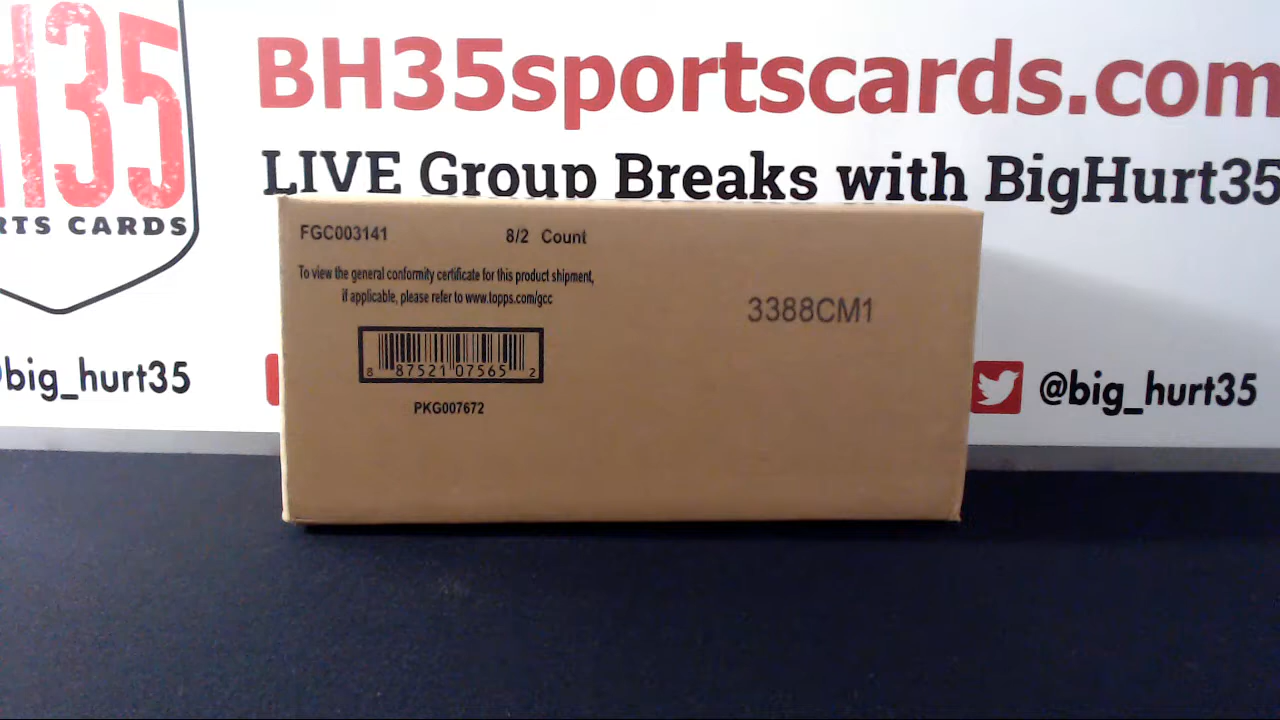 H35
RTS CARDS
BH35sportscards.com
LIVE Group Breaks with BigHurt35
FGC003141 8/2 Count
To view the general conformity certificate for this product shipment,
if applicable, please refer to www.topps.com/gcc
3388CM1
8 87521 07565 2
PKG007672
@big_hurt35
@big_hurt35